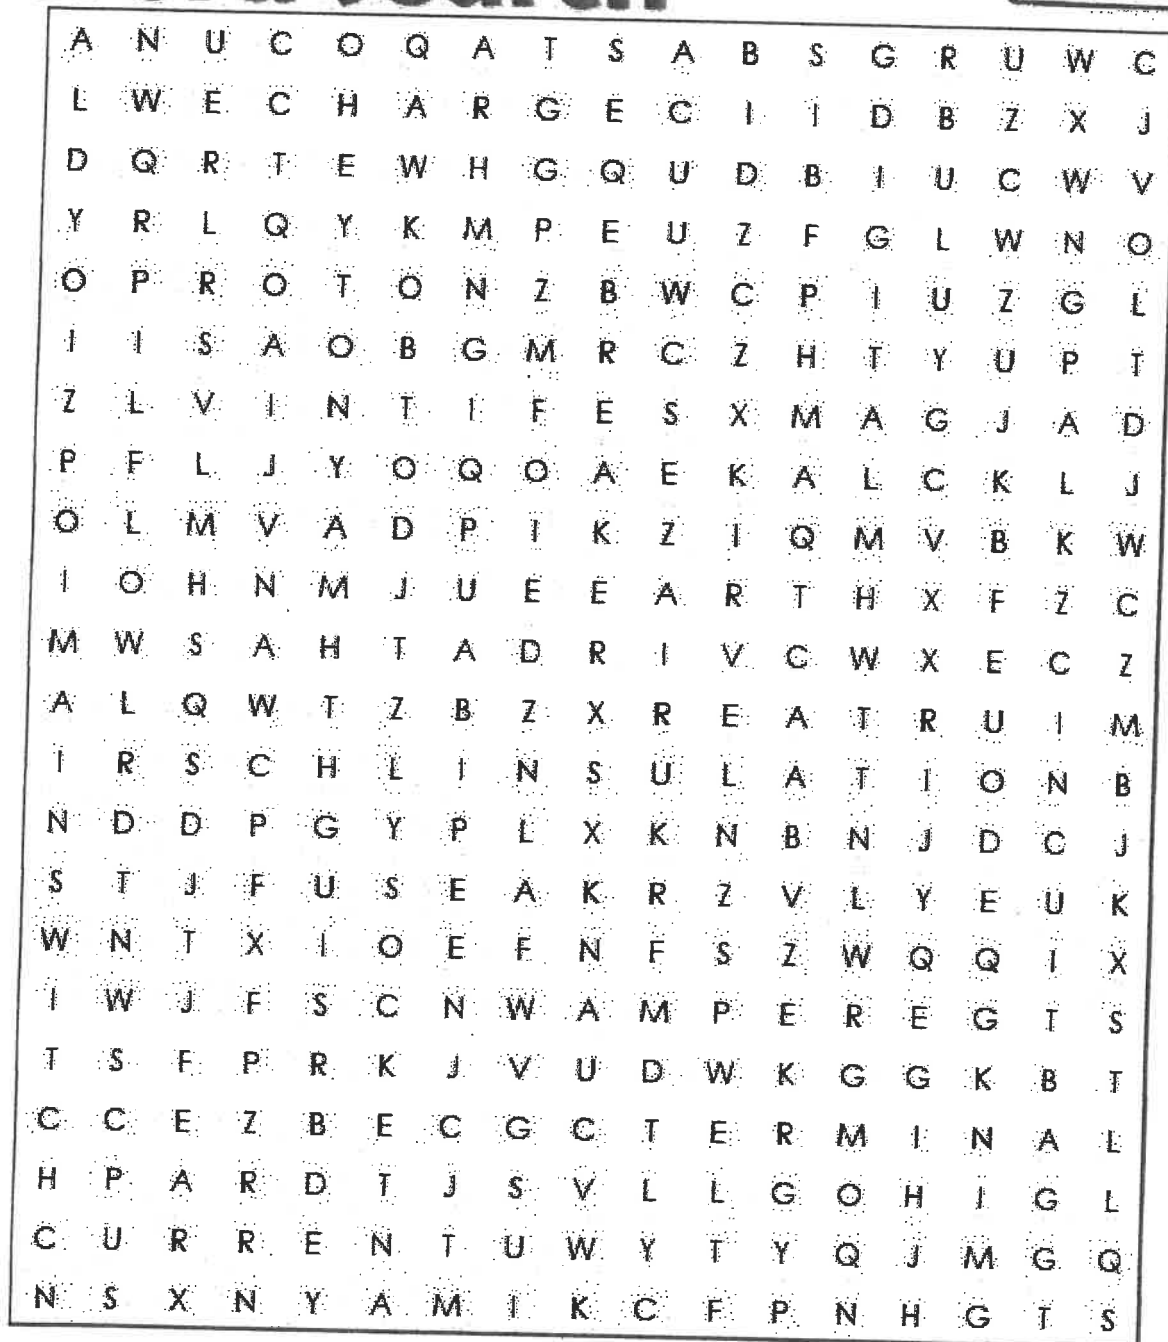 A N U C O Q A T S A B S G R U W C
L W E C H A R G E C I I D B Z X J
D Q R T E W H G Q U D B I U C W V
Y R L Q Y K M P E U Z F G L W N O
O P R O T O N Z B W C P I U Z G L
I I S A O B G M R C Z H T Y U P T
Z L V I N T I F E S X M A G J A D
P F L J Y O Q O A E K A L C K L J
O L M V A D P I K Z I Q M V B K W
I O H N M J U E E A R T H X F Z C
M W S A H T A D R I V C W X E C Z
A L Q W T Z B Z X R E A T R U I M
I R S C H L I N S U L A T I O N B
N D D P G Y P L X K N B N J D C J
S T J F U S E A K R Z V L Y E U K
W N T X I O E F N F S Z W Q Q I X
I W J F S C N W A M P E R E G T S
T S F P R K J V U D W K G G K B T
C C E Z B E C G C T E R M I N A L
H P A R D T J S V L L G O H I G L
C U R R E N T U W Y T Y Q J M G Q
N S X N Y A M I K C F P N H G T S